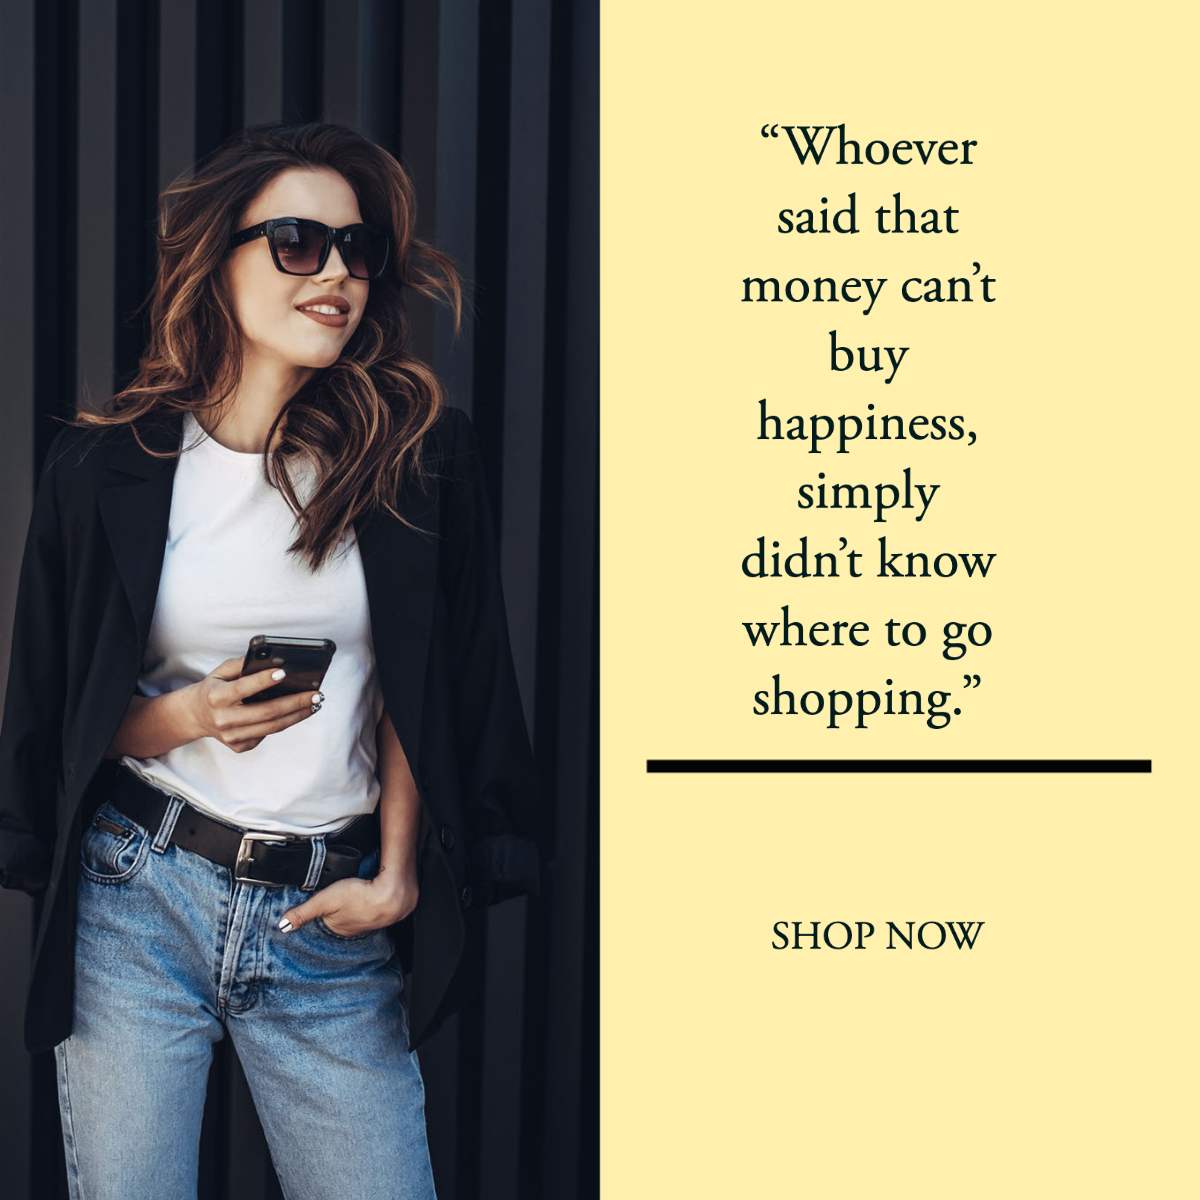 “Whoever
said that
money can’t
buy
happiness,
simply
didn’t know
where to go
shopping.”
SHOP NOW